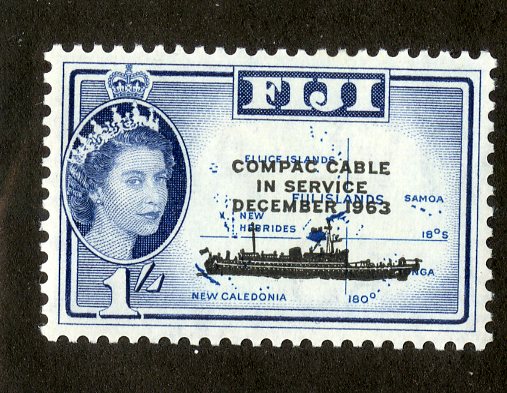 FIJI
ELLICE ISLANDS
COMPAC CABLE
IN SERVICE
FIJI ISLANDS
SAMOA
DECEMBER 1963
NEW
HEBRIDES
18°S
NGA
NEW CALEDONIA
180°
1/-